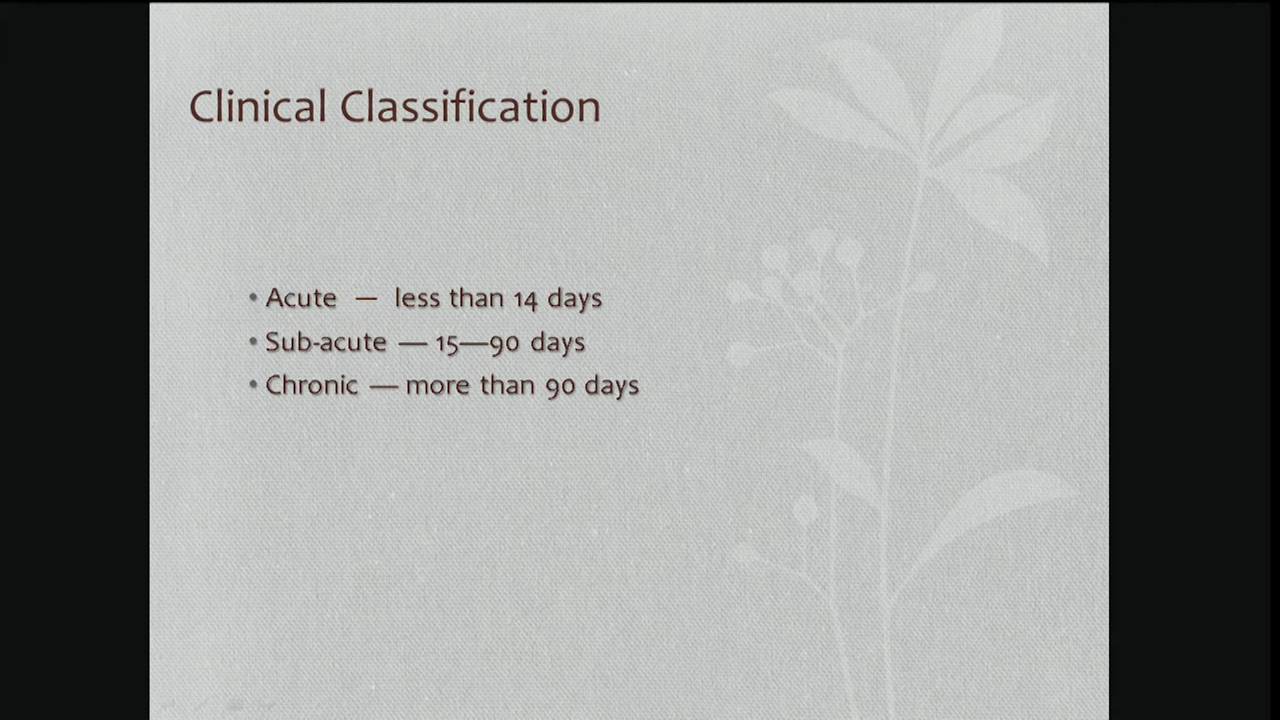 Clinical Classification
• Acute — less than 14 days
• Sub-acute — 15—90 days
• Chronic — more than 90 days